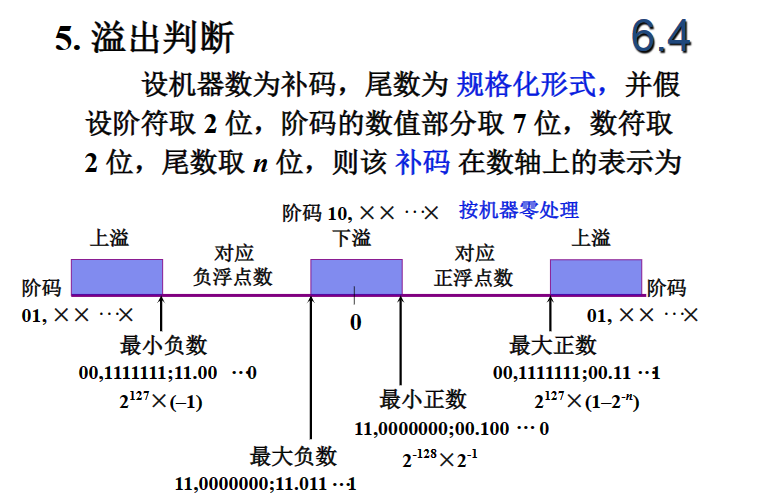 5. 溢出判断
6.4
设机器数为补码，尾数为 规格化形式，并假
设阶符取 2 位，阶码的数值部分取 7 位，数符取
2 位，尾数取 n 位，则该 补码 在数轴上的表示为
阶码 10, ×× ⋯× 按机器零处理
上溢
下溢
上溢
对应
负浮点数
对应
正浮点数
阶码
01, ×× ⋯×
阶码
01, ×× ⋯×
0
最小负数
00,1111111;11.00 ⋯0
2¹²⁷×(–1)
最大正数
00,1111111;00.11 ⋯1
2¹²⁷×(1–2⁻ⁿ)
最小正数
11,0000000;00.100 ⋯ 0
2⁻¹²⁸×2⁻¹
最大负数
11,0000000;11.011 ⋯1